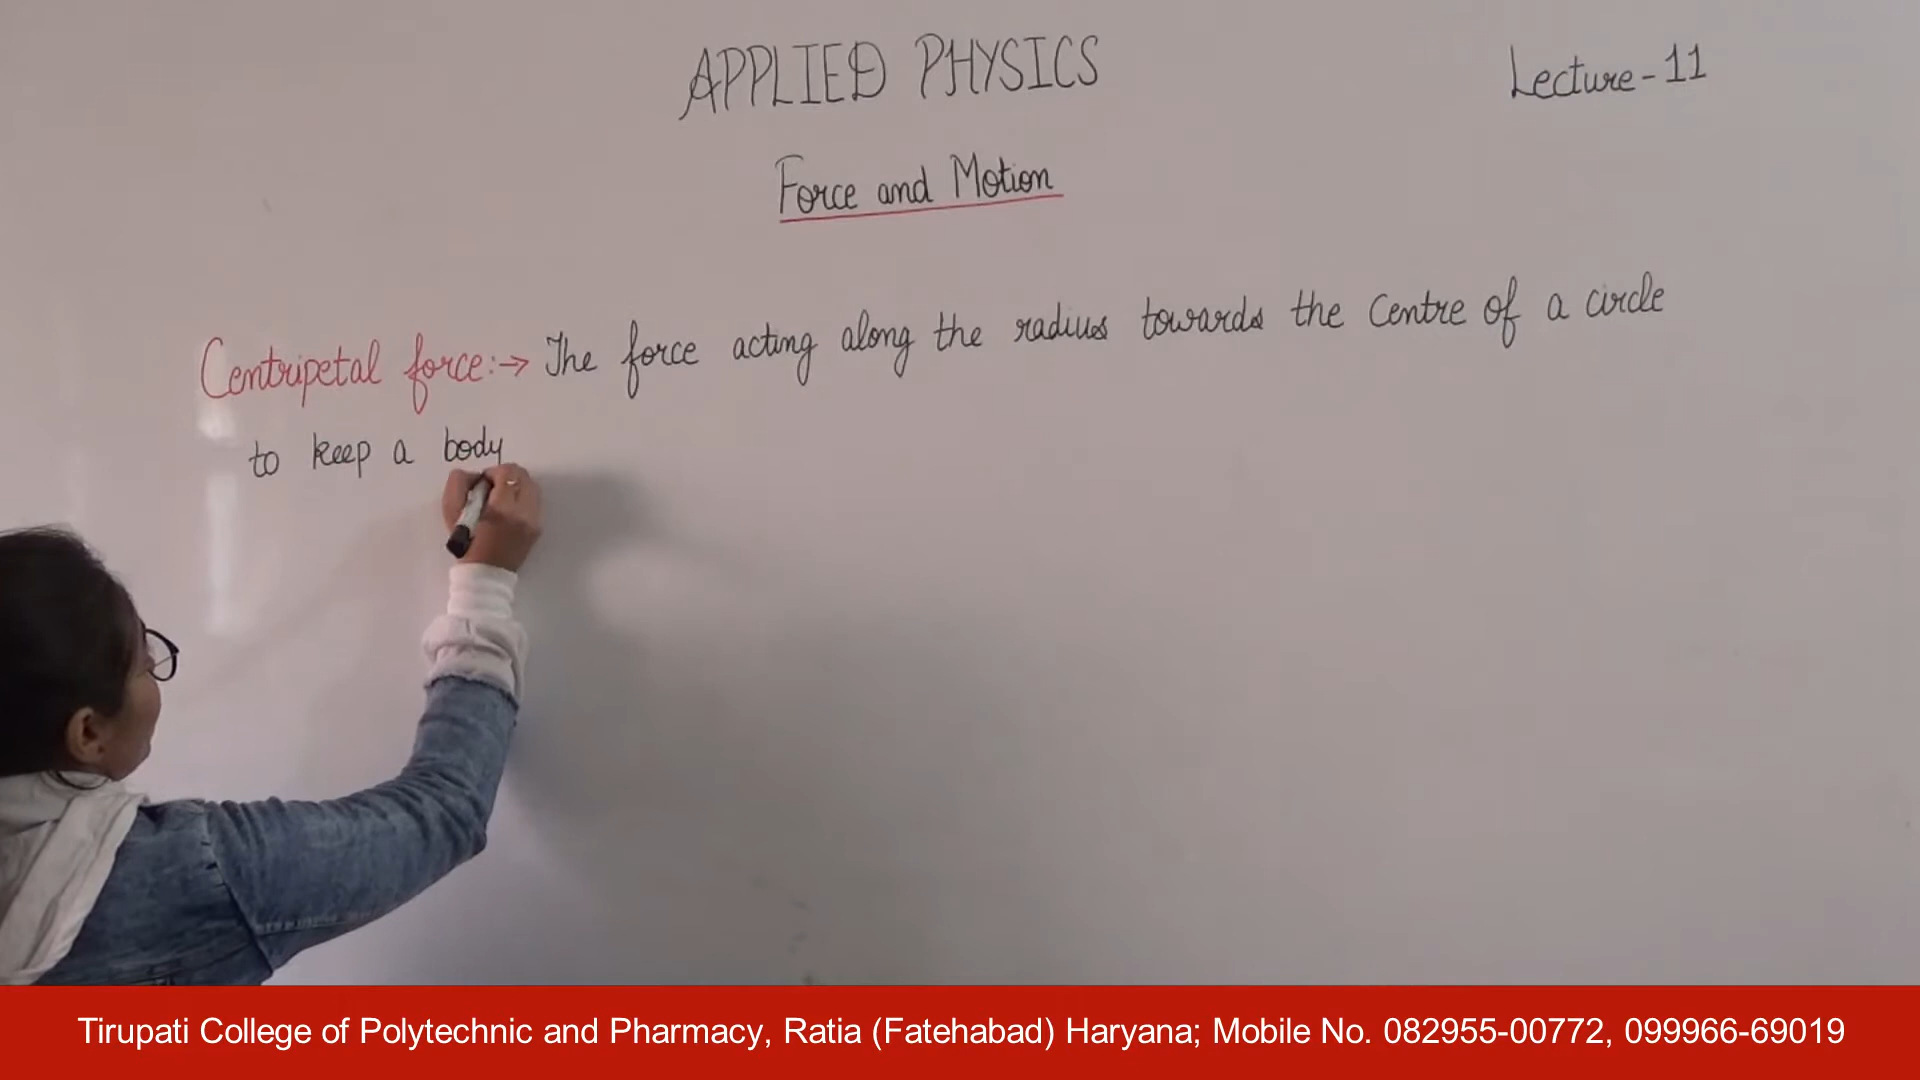 APPLIED PHYSICS
Lecture-11
Force and Motion
Centripetal force:→ The force acting along the radius towards the Centre of a circle
to keep a body
Tirupati College of Polytechnic and Pharmacy, Ratia (Fatehabad) Haryana; Mobile No. 082955-00772, 099966-69019